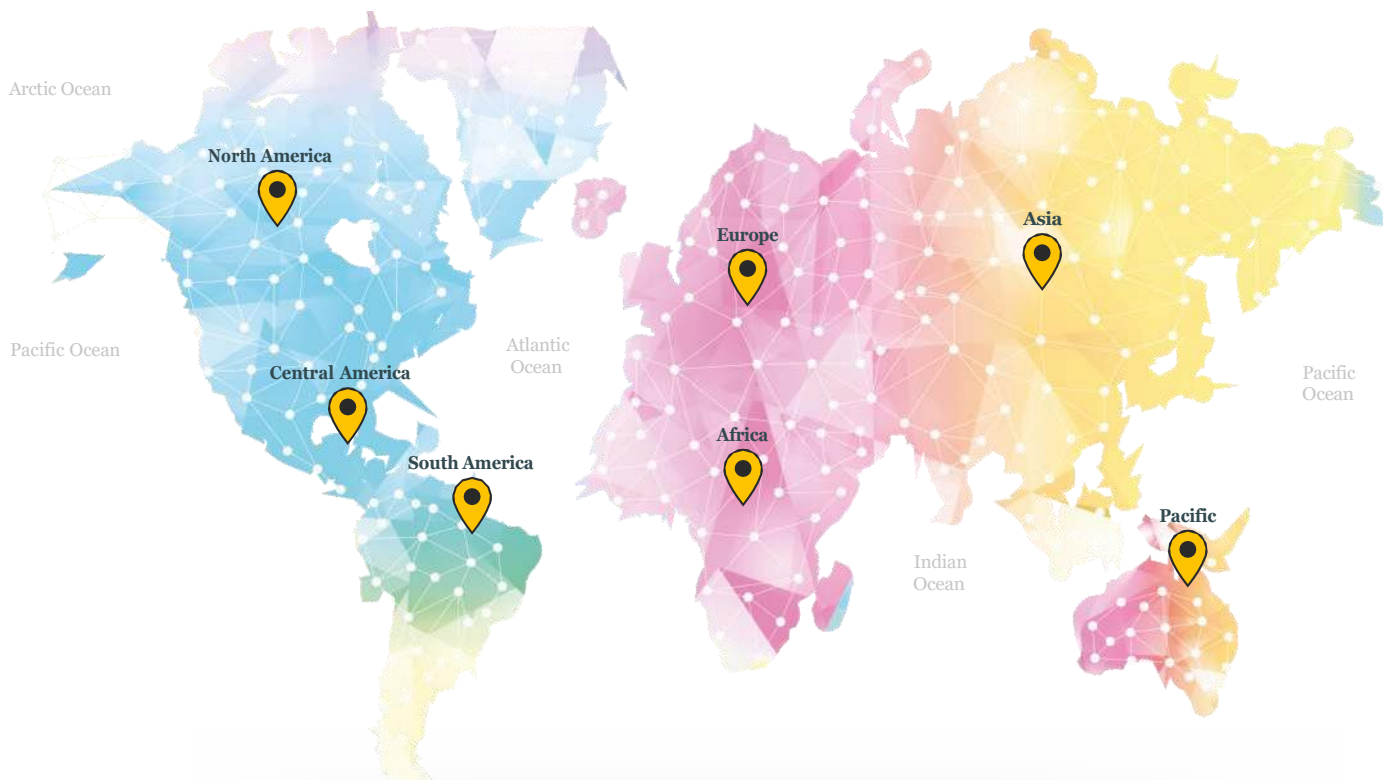 Arctic Ocean
North America
Asia
Europe
Pacific Ocean
Atlantic
Ocean
Central America
Pacific
Ocean
Africa
South America
Pacific
Indian
Ocean